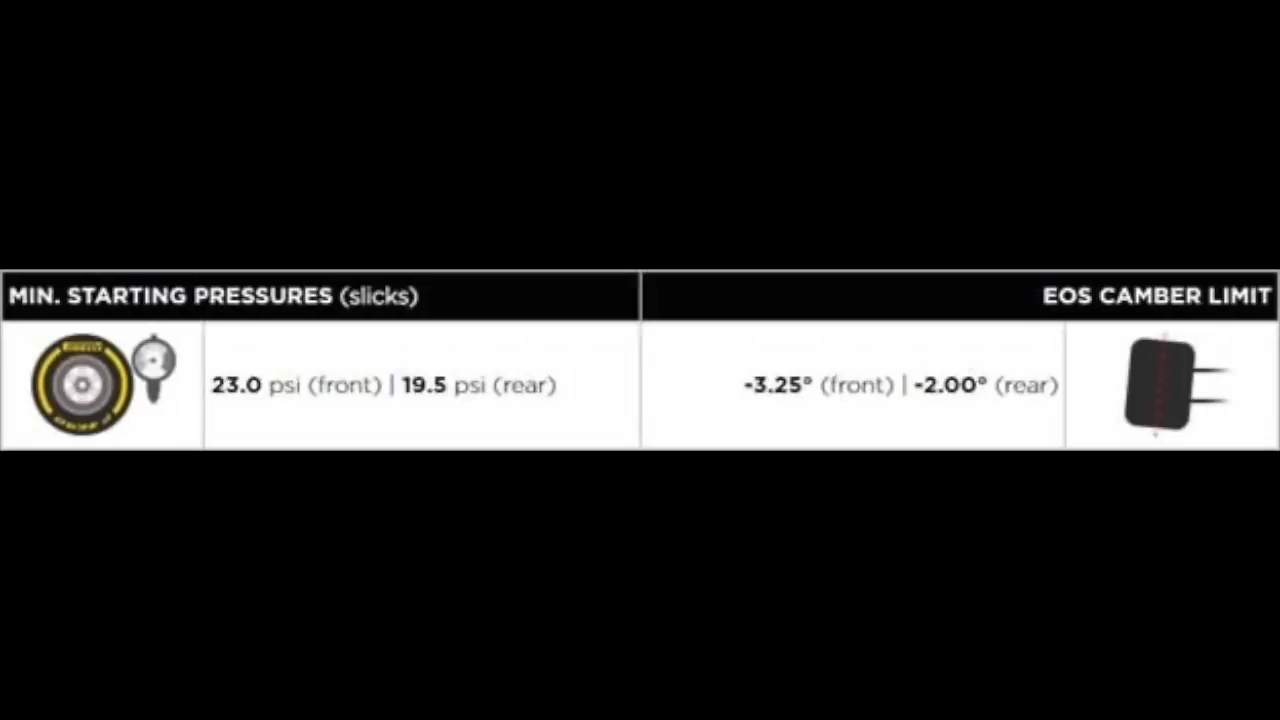 MIN. STARTING PRESSURES (slicks)
EOS CAMBER LIMIT
23.0 psi (front) | 19.5 psi (rear)
-3.25° (front) | -2.00° (rear)